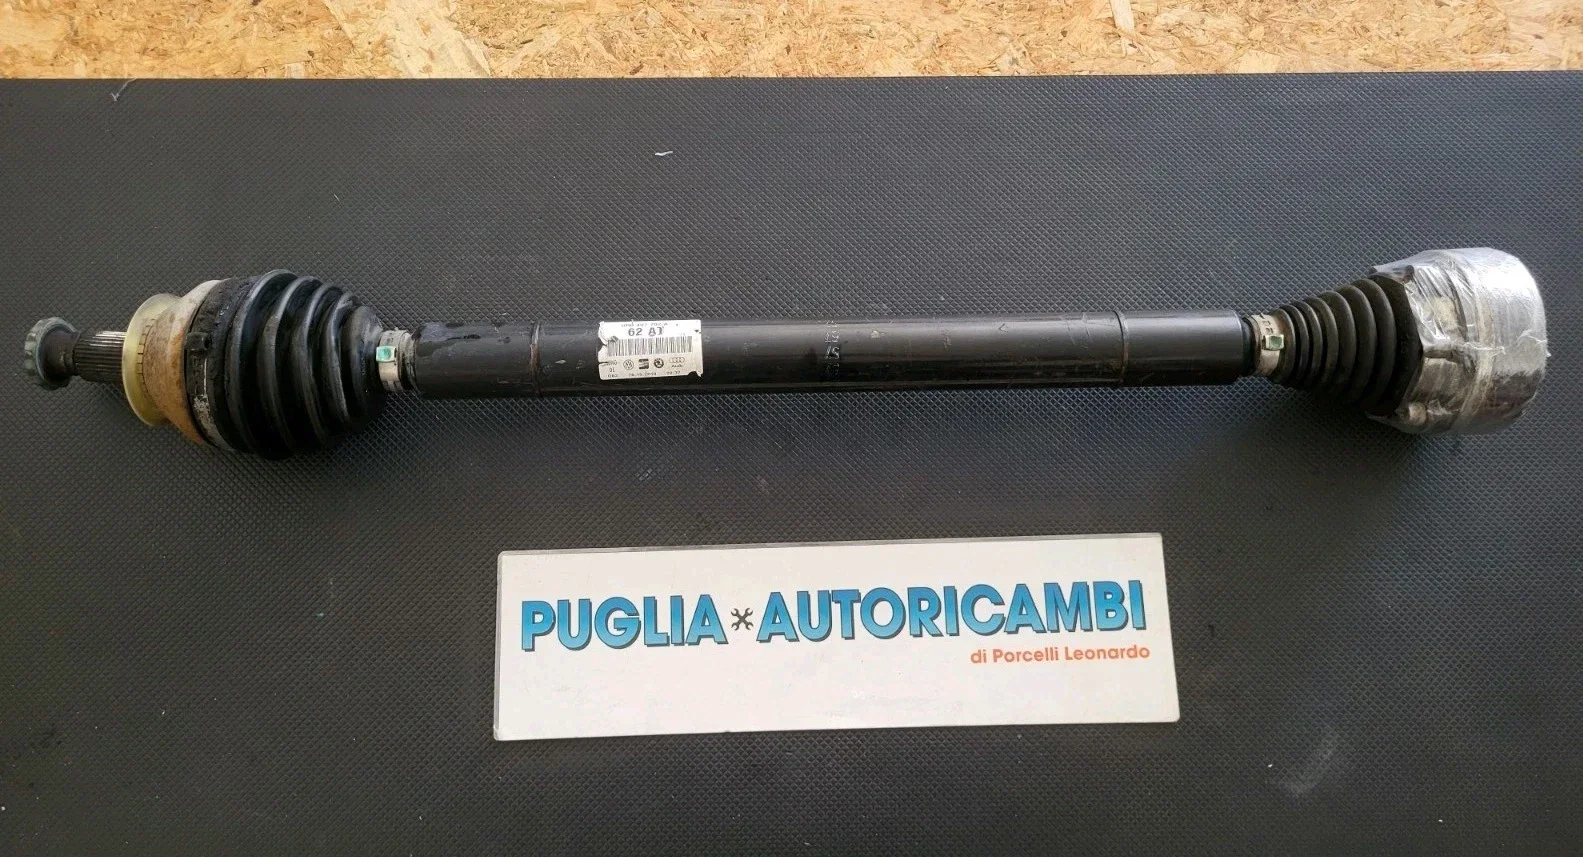 62 AT
PUGLIA AUTORICAMBI
di Porcelli Leonardo